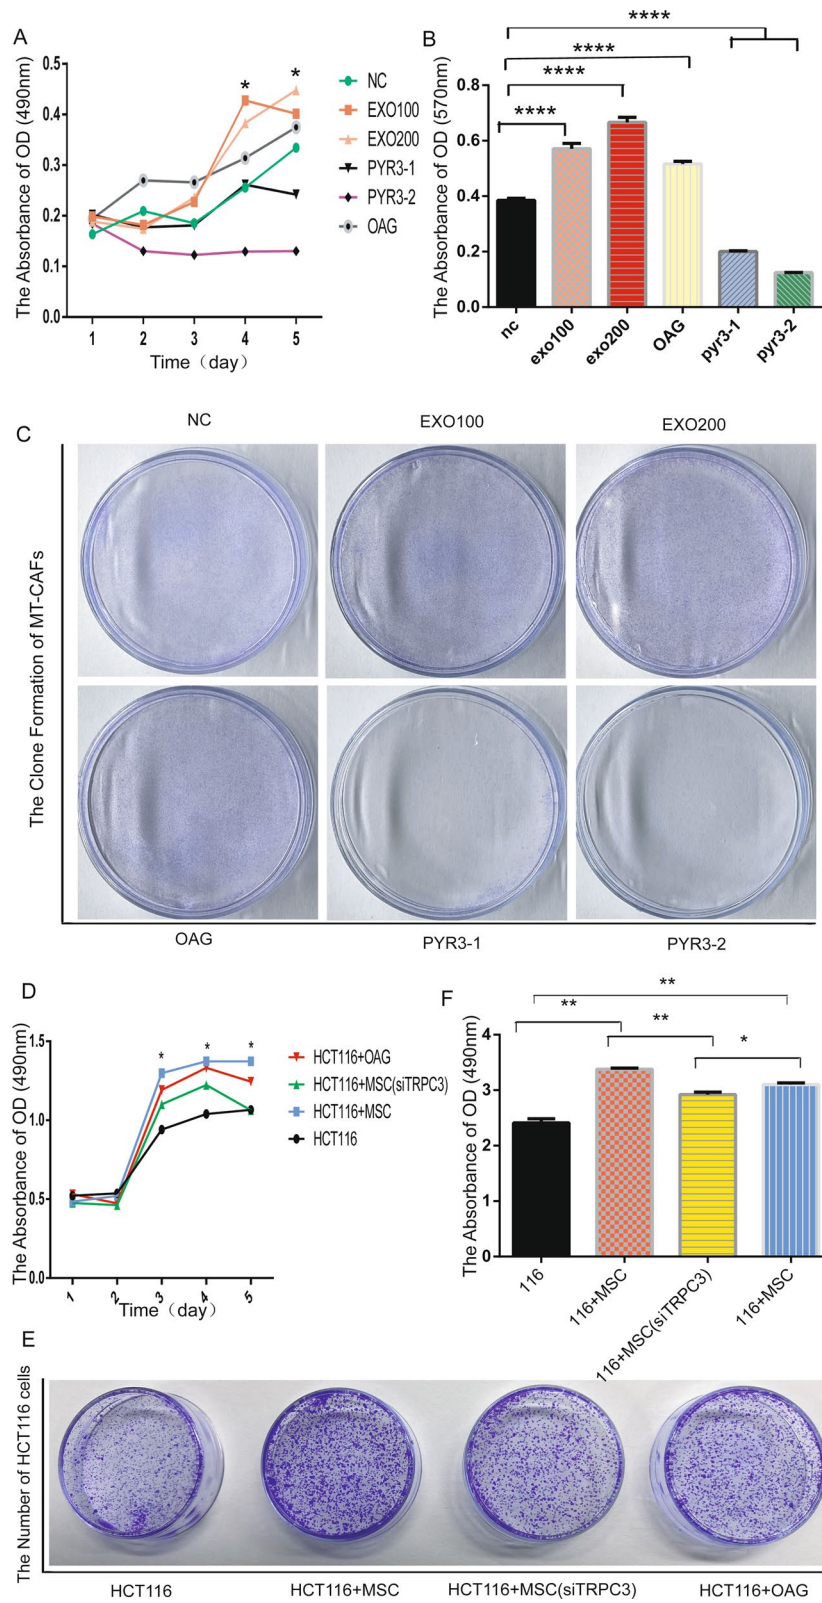 A
The Absorbance of OD (490nm)
0.5
0.4
0.3
0.2
0.1
0.0
*
*
1
2
3
4
5
Time（day）
NC
EXO100
EXO200
PYR3-1
PYR3-2
OAG
B
The Absorbance of OD (570nm)
0.8
0.6
0.4
0.2
0.0
****
****
****
****
nc
exo100
exo200
OAG
pyr3-1
pyr3-2
C
The Clone Formation of MT-CAFs
NC
EXO100
EXO200
OAG
PYR3-1
PYR3-2
D
The Absorbance of OD (490nm)
1.5
1.0
0.5
0.0
*
*
*
1
2
3
4
5
Time（day）
HCT116+OAG
HCT116+MSC(siTRPC3)
HCT116+MSC
HCT116
F
The Absorbance of OD (490nm)
4
3
2
1
0
**
**
**
*
116
116+MSC
116+MSC(siTRPC3)
116+MSC
E
The Number of HCT116 cells
HCT116
HCT116+MSC
HCT116+MSC(siTRPC3)
HCT116+OAG